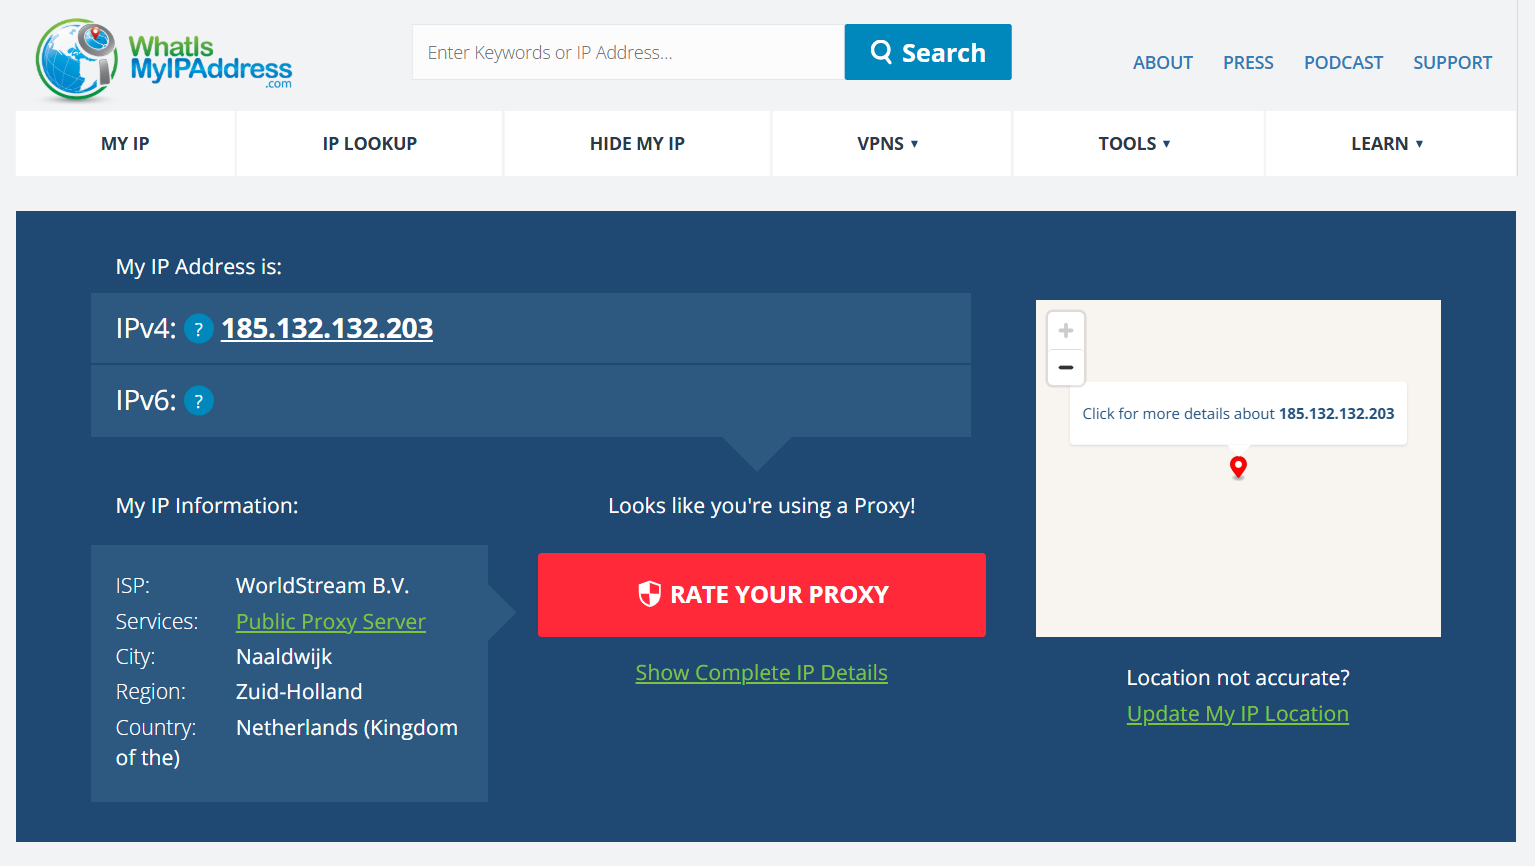 WhatIs
MyIPAddress
.com
Enter Keywords or IP Address...
Search
ABOUT PRESS PODCAST SUPPORT
MY IP IP LOOKUP HIDE MY IP VPNS ▾ TOOLS ▾ LEARN ▾
My IP Address is:
IPv4: ? 185.132.132.203
IPv6: ?
My IP Information:
ISP: WorldStream B.V.
Services: Public Proxy Server
City: Naaldwijk
Region: Zuid-Holland
Country: Netherlands (Kingdom
of the)
Looks like you're using a Proxy!
RATE YOUR PROXY
Show Complete IP Details
+
−
Click for more details about 185.132.132.203
Location not accurate?
Update My IP Location